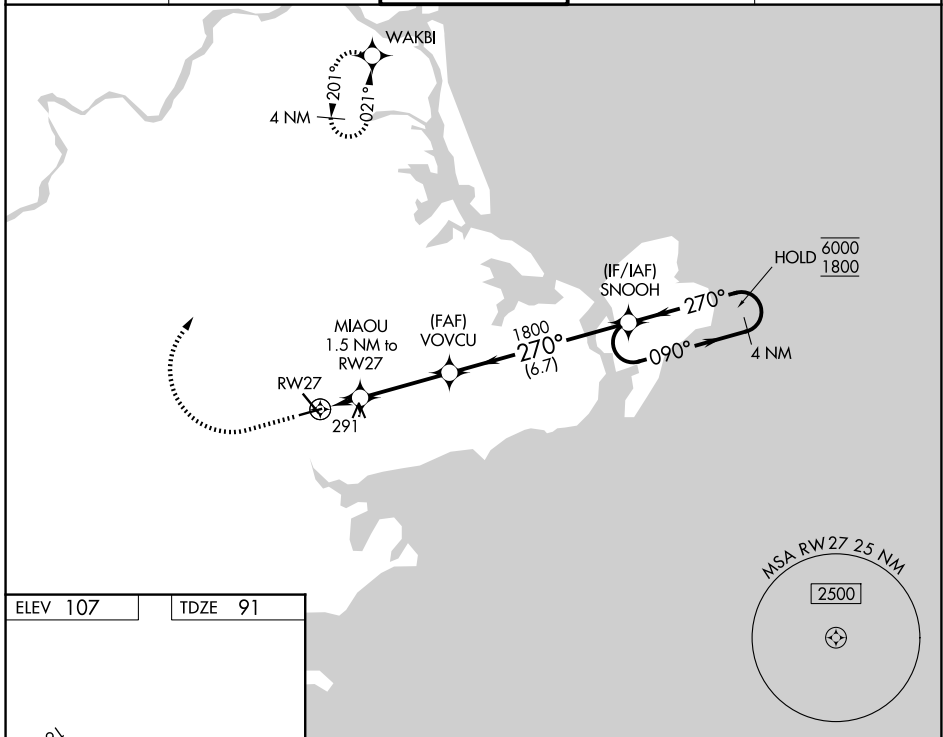 WAKBI
201°
021°
4 NM
HOLD 6000
1800
(IF/IAF)
SNOOH
270°
090°
4 NM
1800
270°
(6.7)
(FAF)
VOVCU
MIAOU
1.5 NM to
RW27
RW27
291
MSA RW27 25 NM
2500
ELEV 107
TDZE 91